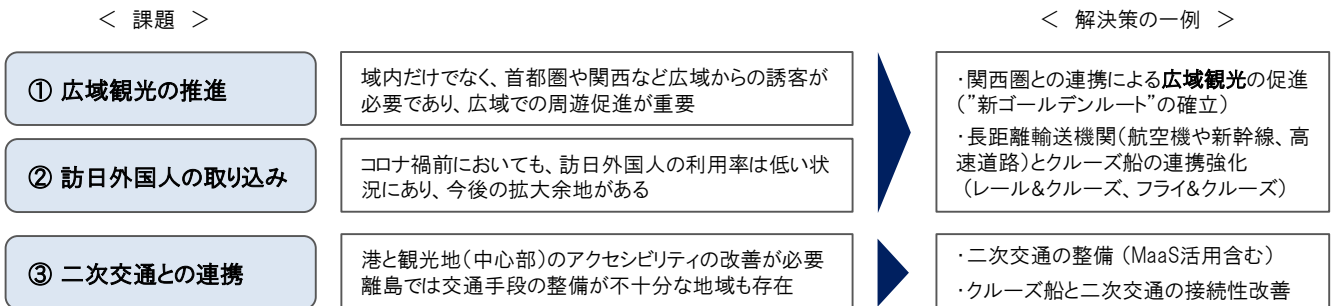 ＜ 課題 ＞
＜ 解決策の一例 ＞
① 広域観光の推進
域内だけでなく、首都圏や関西など広域からの誘客が
必要であり、広域での周遊促進が重要
② 訪日外国人の取り込み
コロナ禍前においても、訪日外国人の利用率は低い状
況にあり、今後の拡大余地がある
・関西圏との連携による広域観光の促進
（”新ゴールデンルート”の確立）
・長距離輸送機関（航空機や新幹線、高
速道路）とクルーズ船の連携強化
（レール&クルーズ、フライ&クルーズ）
③ 二次交通との連携
港と観光地（中心部）のアクセシビリティの改善が必要
離島では交通手段の整備が不十分な地域も存在
・二次交通の整備 （MaaS活用含む）
・クルーズ船と二次交通の接続性改善